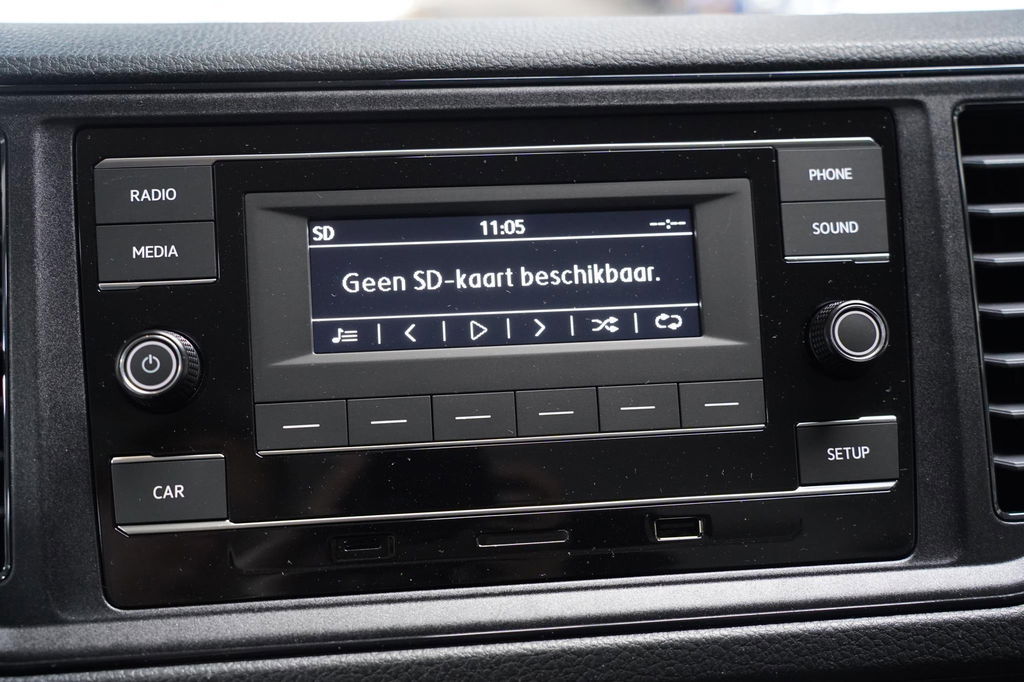 RADIO
MEDIA
PHONE
SOUND
SD 11:05 --:--
Geen SD-kaart beschikbaar.
CAR
SETUP